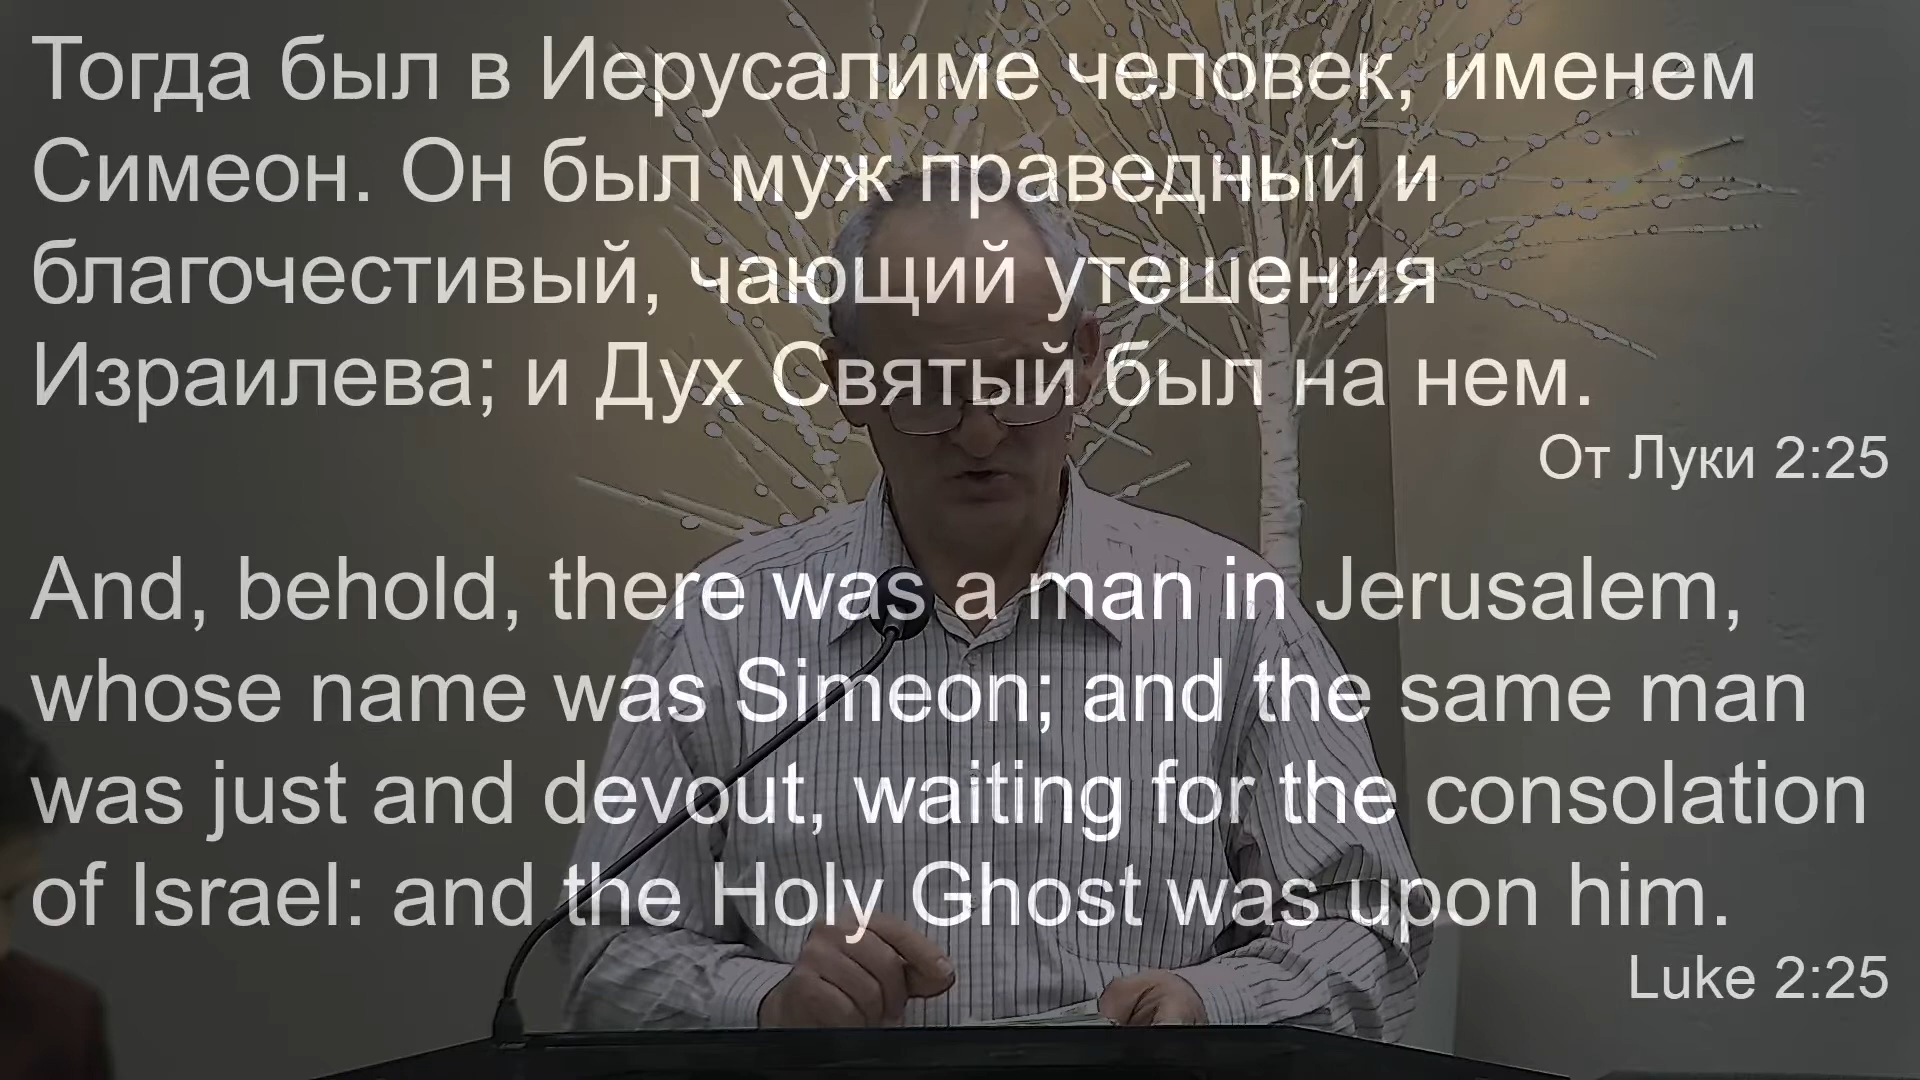 Тогда был в Иерусалиме человек, именем
Симеон. Он был муж праведный и
благочестивый, чающий утешения
Израилева; и Дух Святый был на нем.
От Луки 2:25
And, behold, there was a man in Jerusalem,
whose name was Simeon; and the same man
was just and devout, waiting for the consolation
of Israel: and the Holy Ghost was upon him.
Luke 2:25